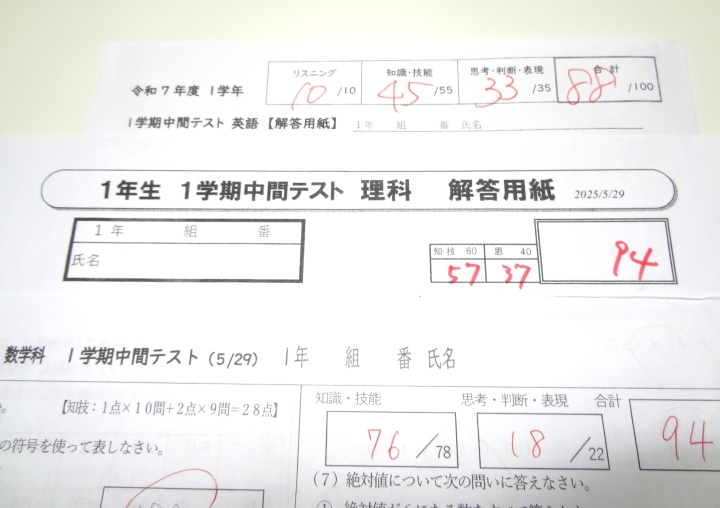 リスニング 知識・技能 思考・判断・表現 合計
令和7年度 1学年 10 /10 45 /55 33 /35 88 /100
1学期中間テスト 英語【解答用紙】 1年 組 番 氏名
1年生 1学期中間テスト 理科 解答用紙 2025/5/29
1年 組 番
氏名
知・技 60 思 40
57 37 94
数学科 1学期中間テスト (5/29) 1年 組 番 氏名
知識・技能 思考・判断・表現 合計
76 /78 18 /22 94
【知技:1点×10問+2点×9問=28点】
の符号を使って表しなさい。
(7) 絶対値について次の問いに答えなさい。